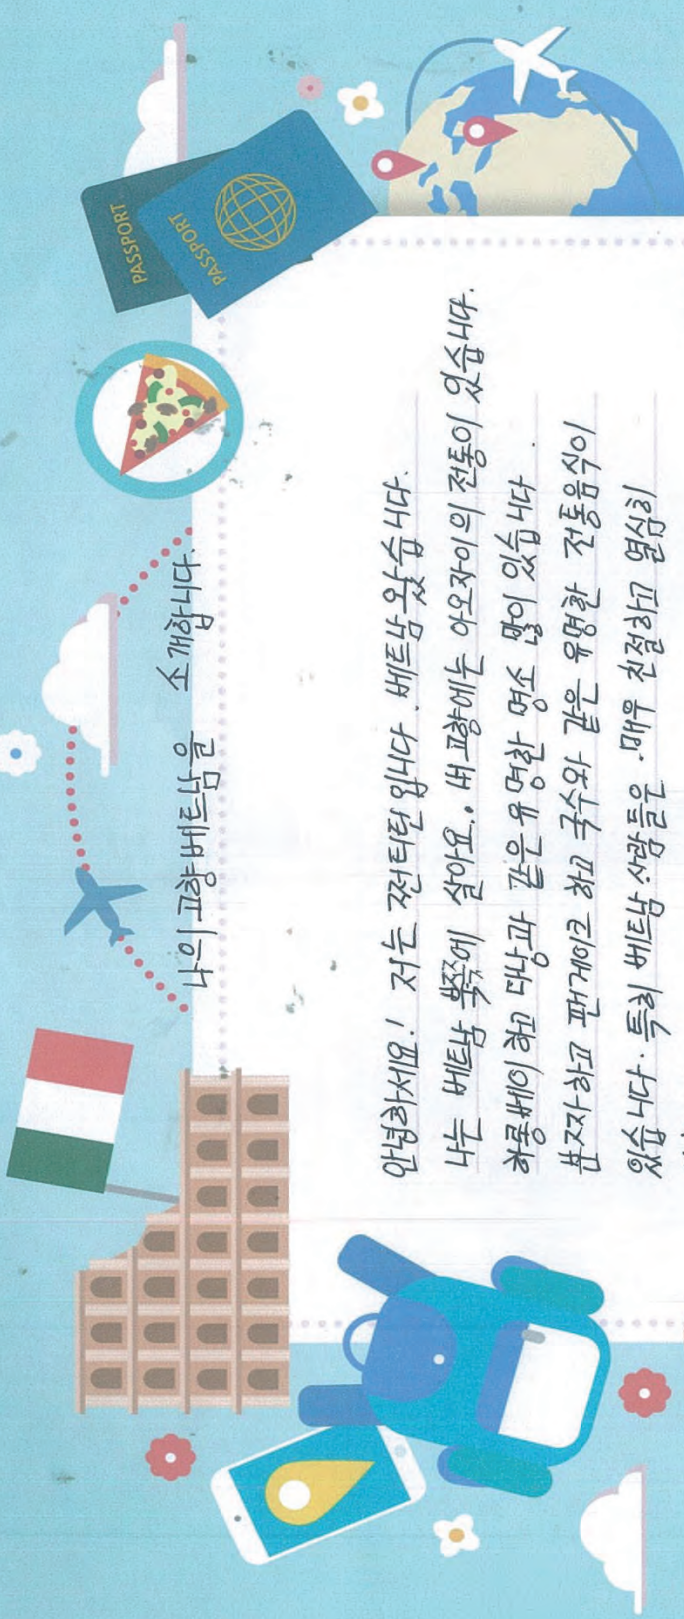 PASSPORT
PASSPORT
나의 고향베트남을 소개합니다.
안녕하세요! 저는 쩐티탄 입니다. 베트남 왔습니다.
나는 베트남 북쪽에 살아요. 내 고향에는 아오자이의 전통이 있습니다.
하롱베이 하고 다낭과 같은 유명한 명소 많이 있습니다.
분짜하고 팬케이크 하고 국수와 같은 유명한 전통음식이
있습니다. 특히 베트남 사람들은 매우 친절하고 열심히